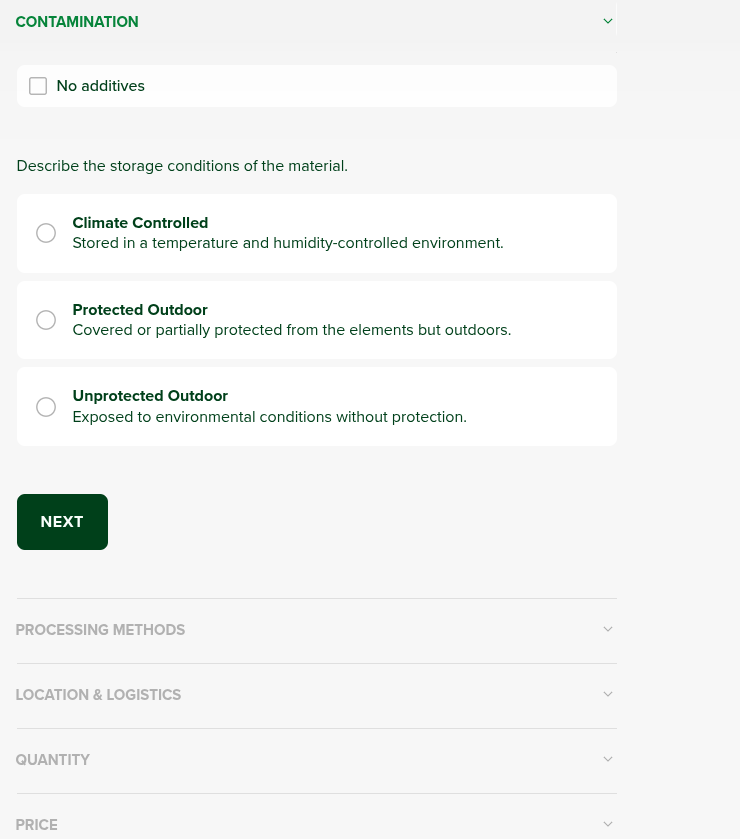 CONTAMINATION
No additives
Describe the storage conditions of the material.
Climate Controlled
Stored in a temperature and humidity-controlled environment.
Protected Outdoor
Covered or partially protected from the elements but outdoors.
Unprotected Outdoor
Exposed to environmental conditions without protection.
NEXT
PROCESSING METHODS
LOCATION & LOGISTICS
QUANTITY
PRICE